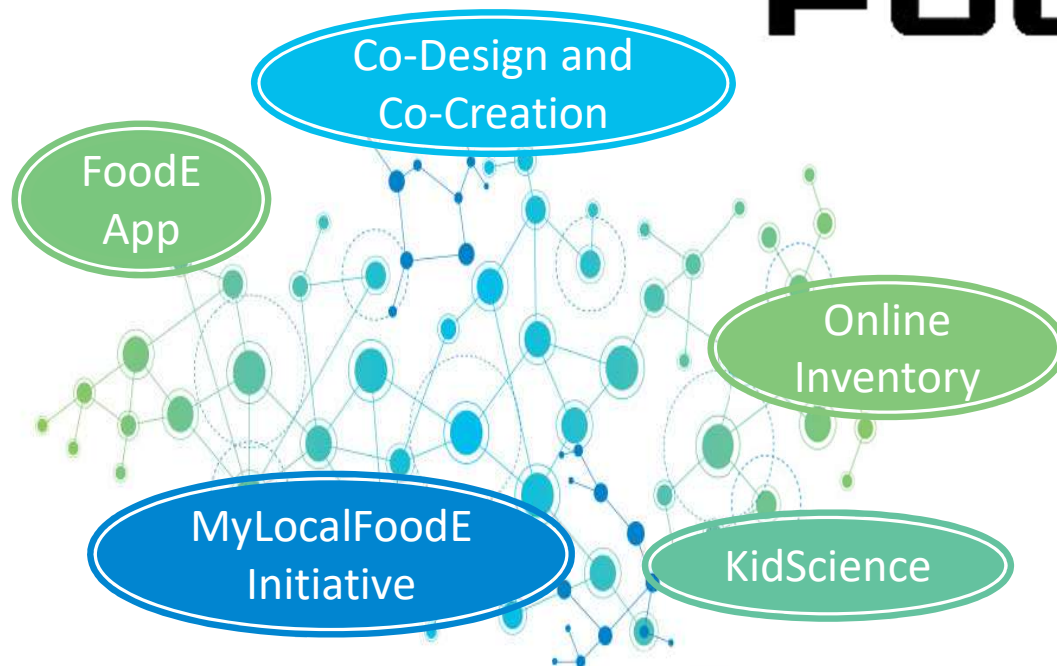 Co-Design and
Co-Creation
FoodE
App
Online
Inventory
MyLocalFoodE
Initiative
KidScience